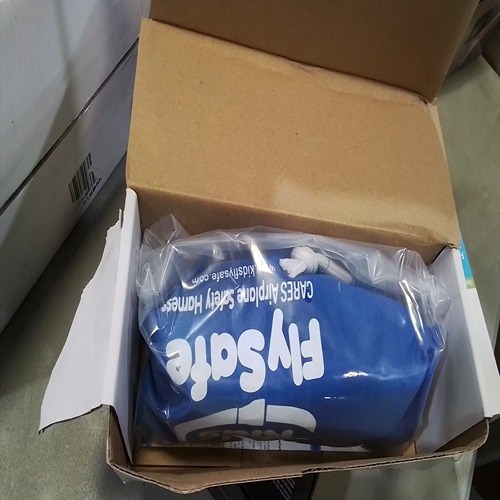 FlySafe
CARES Airplane Safety Harness
www.kidsflysafe.com